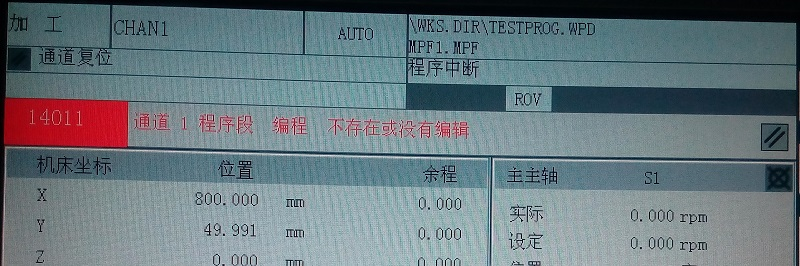 加 工 CHAN1 AUTO \WKS.DIR\TESTPROG.WPD
MPF1.MPF
通道复位 程序中断
ROV
14011 通道 1 程序段 编程 不存在或没有编辑
机床坐标 位置 余程 主主轴 S1
X 800.000 mm 0.000 实际 0.000 rpm
Y 49.991 mm 0.000 设定 0.000 rpm
Z 0.000 mm 0.000